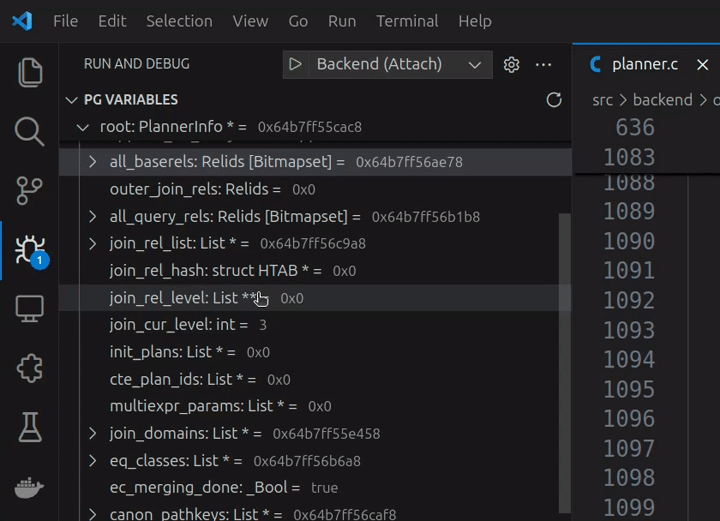 File Edit Selection View Go Run Terminal Help
RUN AND DEBUG Backend (Attach) ...
C planner.c
PG VARIABLES
src > backend >
root: PlannerInfo * = 0x64b7ff55cac8
636
1083
all_baserels: Relids [Bitmapset] = 0x64b7ff56ae78
1088
outer_join_rels: Relids = 0x0
1089
all_query_rels: Relids [Bitmapset] = 0x64b7ff56b1b8
1090
join_rel_list: List * = 0x64b7ff56c9a8
1091
join_rel_hash: struct HTAB * = 0x0
1092
join_rel_level: List ** 0x0
1093
join_cur_level: int = 3
1094
init_plans: List * = 0x0
1095
cte_plan_ids: List * = 0x0
1096
multiexpr_params: List * = 0x0
1097
join_domains: List * = 0x64b7ff55e458
1098
eq_classes: List * = 0x64b7ff56b6a8
1099
ec_merging_done: _Bool = true
canon_pathkeys: List * = 0x64b7ff56caf8
1